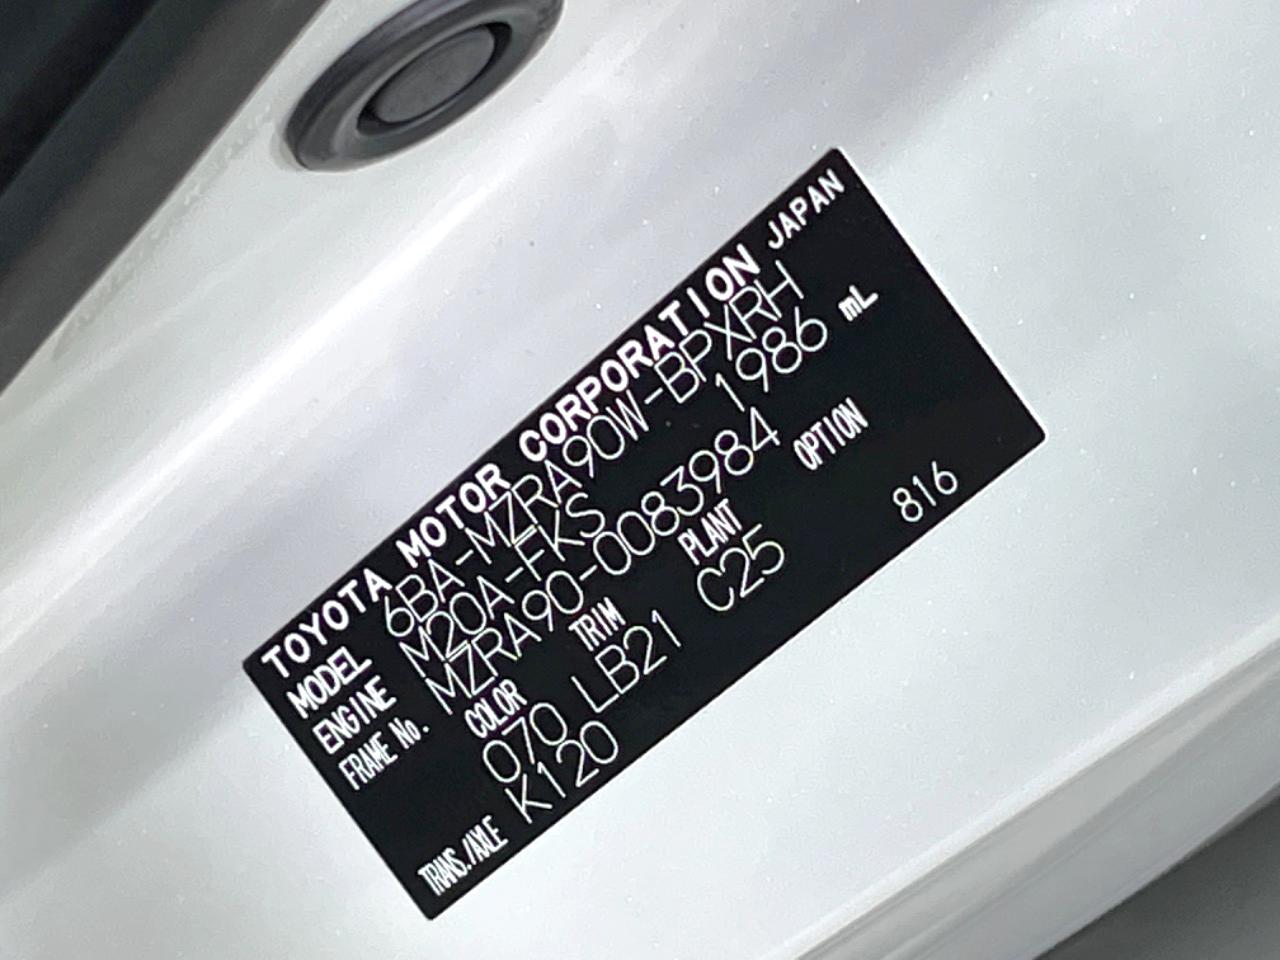 TOYOTA MOTOR CORPORATION JAPAN
MODEL 6BA-MZRA90W-BPXRH
ENGINE M20A-FKS 1986 mL
FRAME No. MZRA90-0083984
COLOR TRIM PLANT OPTION
070 LB21 C25
TRANS./AXLE K120 816